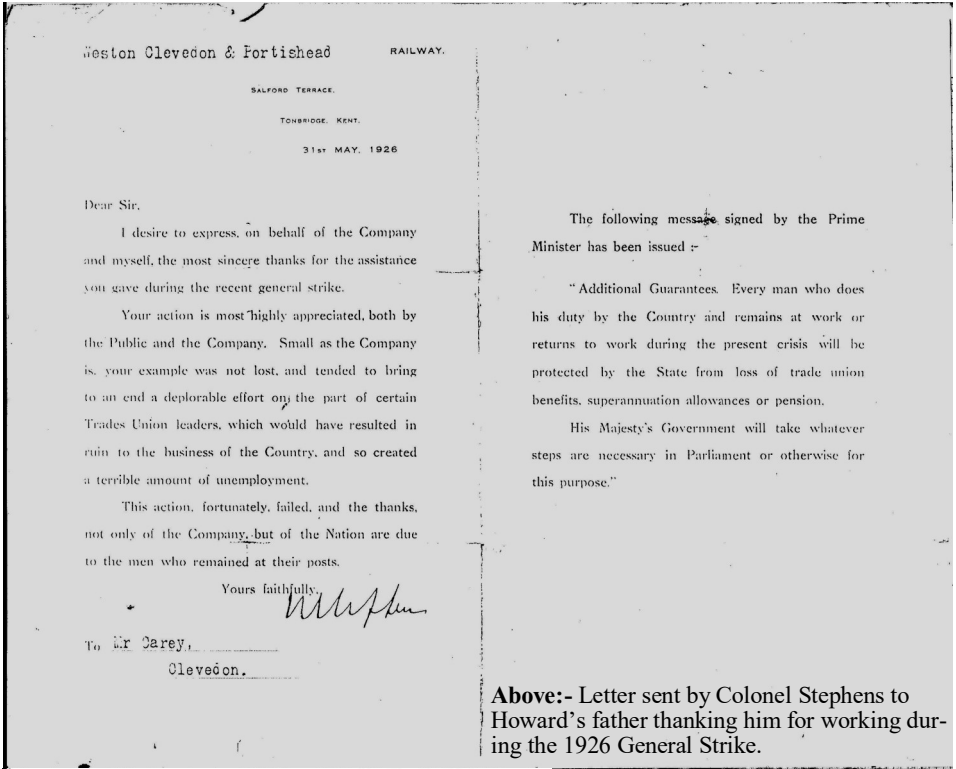 Weston Clevedon & Portishead RAILWAY.
SALFORD TERRACE,
TONBRIDGE, KENT,
31ST MAY, 1926
Dear Sir,
I desire to express, on behalf of the Company
and myself, the most sincere thanks for the assistance
you gave during the recent general strike.
Your action is most highly appreciated, both by
the Public and the Company. Small as the Company
is, your example was not lost, and tended to bring
to an end a deplorable effort on the part of certain
Trades Union leaders, which would have resulted in
ruin to the business of the Country, and so created
a terrible amount of unemployment.
This action, fortunately, failed, and the thanks,
not only of the Company, but of the Nation are due
to the men who remained at their posts.
Yours faithfully,
To Mr Carey,
Clevedon.
The following message signed by the Prime
Minister has been issued :-
"Additional Guarantees. Every man who does
his duty by the Country and remains at work or
returns to work during the present crisis will be
protected by the State from loss of trade union
benefits, superannuation allowances or pension.
His Majesty's Government will take whatever
steps are necessary in Parliament or otherwise for
this purpose."
Above:- Letter sent by Colonel Stephens to
Howard's father thanking him for working dur-
ing the 1926 General Strike.